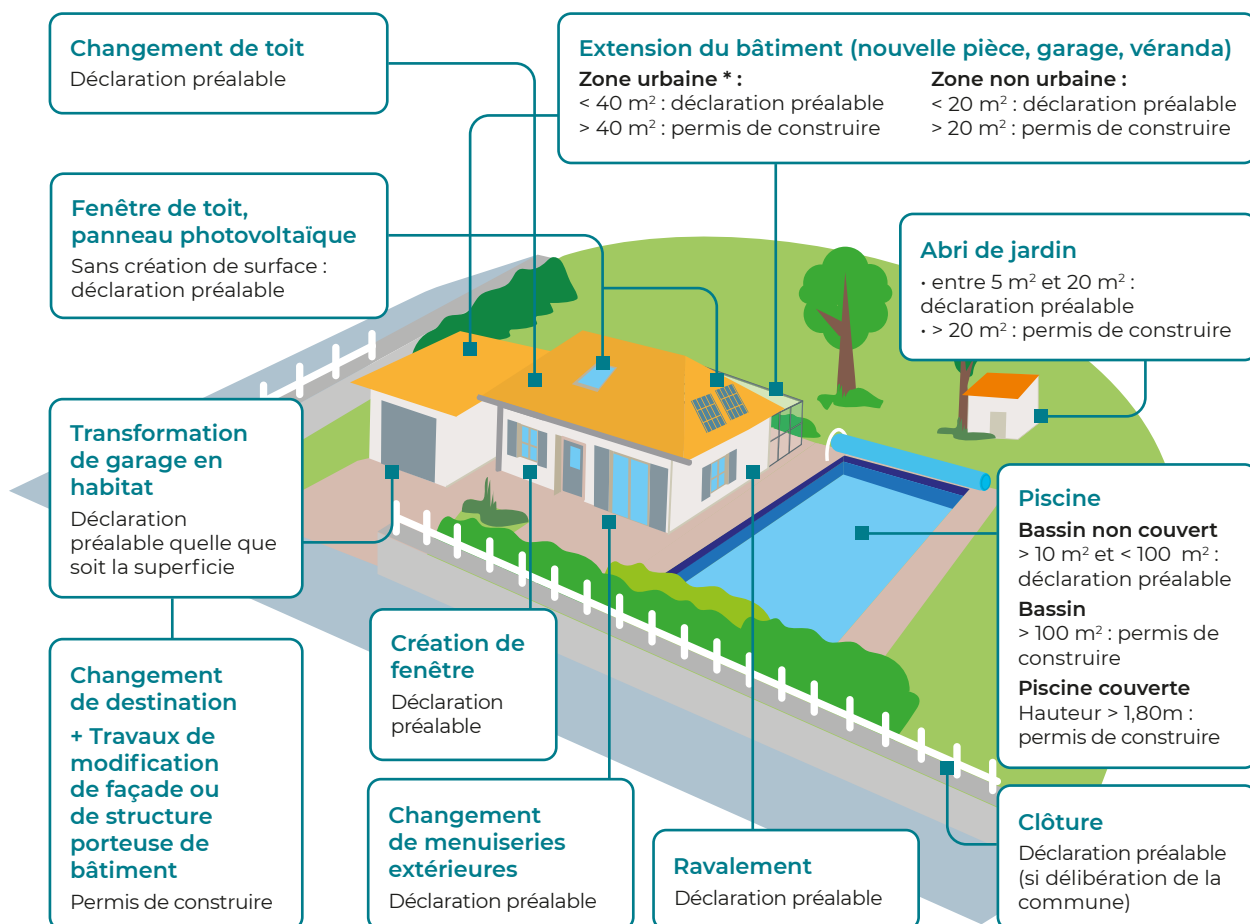 Changement de toit
Déclaration préalable
Extension du bâtiment (nouvelle pièce, garage, véranda)
Zone urbaine * :
< 40 m² : déclaration préalable
> 40 m² : permis de construire
Zone non urbaine :
< 20 m² : déclaration préalable
> 20 m² : permis de construire
Fenêtre de toit,
panneau photovoltaïque
Sans création de surface :
déclaration préalable
Abri de jardin
• entre 5 m² et 20 m² :
déclaration préalable
• > 20 m² : permis de construire
Transformation
de garage en
habitat
Déclaration
préalable quelle que
soit la superficie
Piscine
Bassin non couvert
> 10 m² et < 100 m² :
déclaration préalable
Bassin
> 100 m² : permis de
construire
Piscine couverte
Hauteur > 1,80m :
permis de construire
Changement
de destination
+ Travaux de
modification
de façade ou
de structure
porteuse de
bâtiment
Permis de construire
Création de
fenêtre
Déclaration
préalable
Changement
de menuiseries
extérieures
Déclaration préalable
Ravalement
Déclaration préalable
Clôture
Déclaration préalable
(si délibération de la
commune)